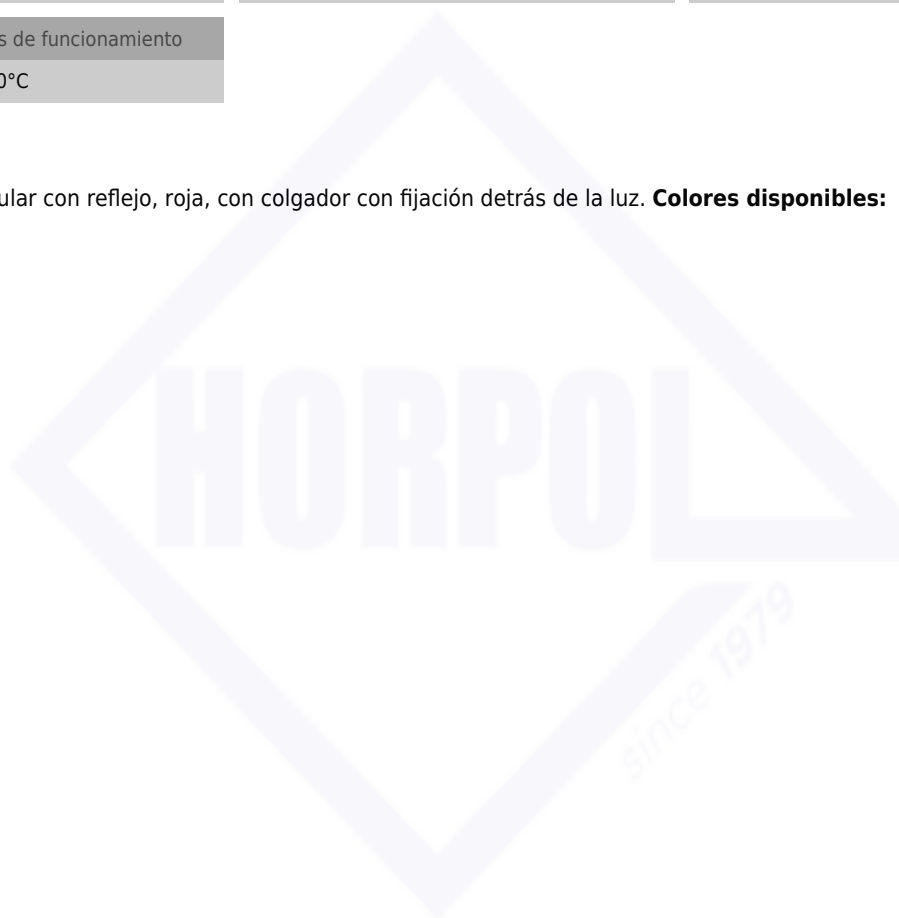 s de funcionamiento
0°C
ular con reflejo, roja, con colgador con fijación detrás de la luz. Colores disponibles:
HORPOL
since 1979